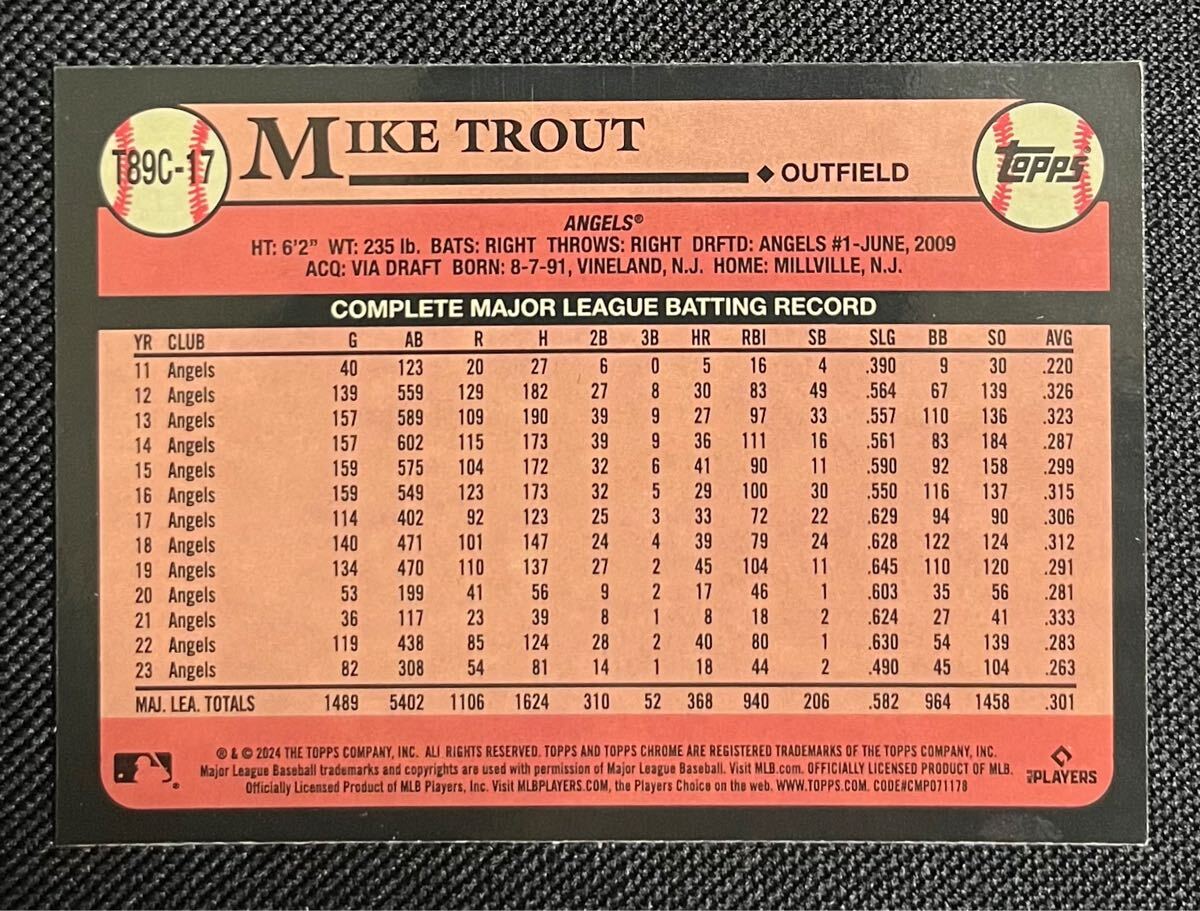 T89C-17
MIKE TROUT
◆ OUTFIELD
topps®
ANGELS®
HT: 6'2" WT: 235 lb. BATS: RIGHT THROWS: RIGHT DRFTD: ANGELS #1-JUNE, 2009
ACQ: VIA DRAFT BORN: 8-7-91, VINELAND, N.J. HOME: MILLVILLE, N.J.
COMPLETE MAJOR LEAGUE BATTING RECORD
YR CLUB G AB R H 2B 3B HR RBI SB SLG BB SO AVG
11 Angels 40 123 20 27 6 0 5 16 4 .390 9 30 .220
12 Angels 139 559 129 182 27 8 30 83 49 .564 67 139 .326
13 Angels 157 589 109 190 39 9 27 97 33 .557 110 136 .323
14 Angels 157 602 115 173 39 9 36 111 16 .561 83 184 .287
15 Angels 159 575 104 172 32 6 41 90 11 .590 92 158 .299
16 Angels 159 549 123 173 32 5 29 100 30 .550 116 137 .315
17 Angels 114 402 92 123 25 3 33 72 22 .629 94 90 .306
18 Angels 140 471 101 147 24 4 39 79 24 .628 122 124 .312
19 Angels 134 470 110 137 27 2 45 104 11 .645 110 120 .291
20 Angels 53 199 41 56 9 2 17 46 1 .603 35 56 .281
21 Angels 36 117 23 39 8 1 8 18 2 .624 27 41 .333
22 Angels 119 438 85 124 28 2 40 80 1 .630 54 139 .283
23 Angels 82 308 54 81 14 1 18 44 2 .490 45 104 .263
MAJ. LEA. TOTALS 1489 5402 1106 1624 310 52 368 940 206 .582 964 1458 .301
® & © 2024 THE TOPPS COMPANY, INC. ALL RIGHTS RESERVED. TOPPS AND TOPPS CHROME ARE REGISTERED TRADEMARKS OF THE TOPPS COMPANY, INC.
Major League Baseball trademarks and copyrights are used with permission of Major League Baseball. Visit MLB.com. OFFICIALLY LICENSED PRODUCT OF MLB.
Officially Licensed Product of MLB Players, Inc. Visit MLBPLAYERS.COM, the Players Choice on the web. WWW.TOPPS.COM. CODE#CMP071178
MLB PLAYERS